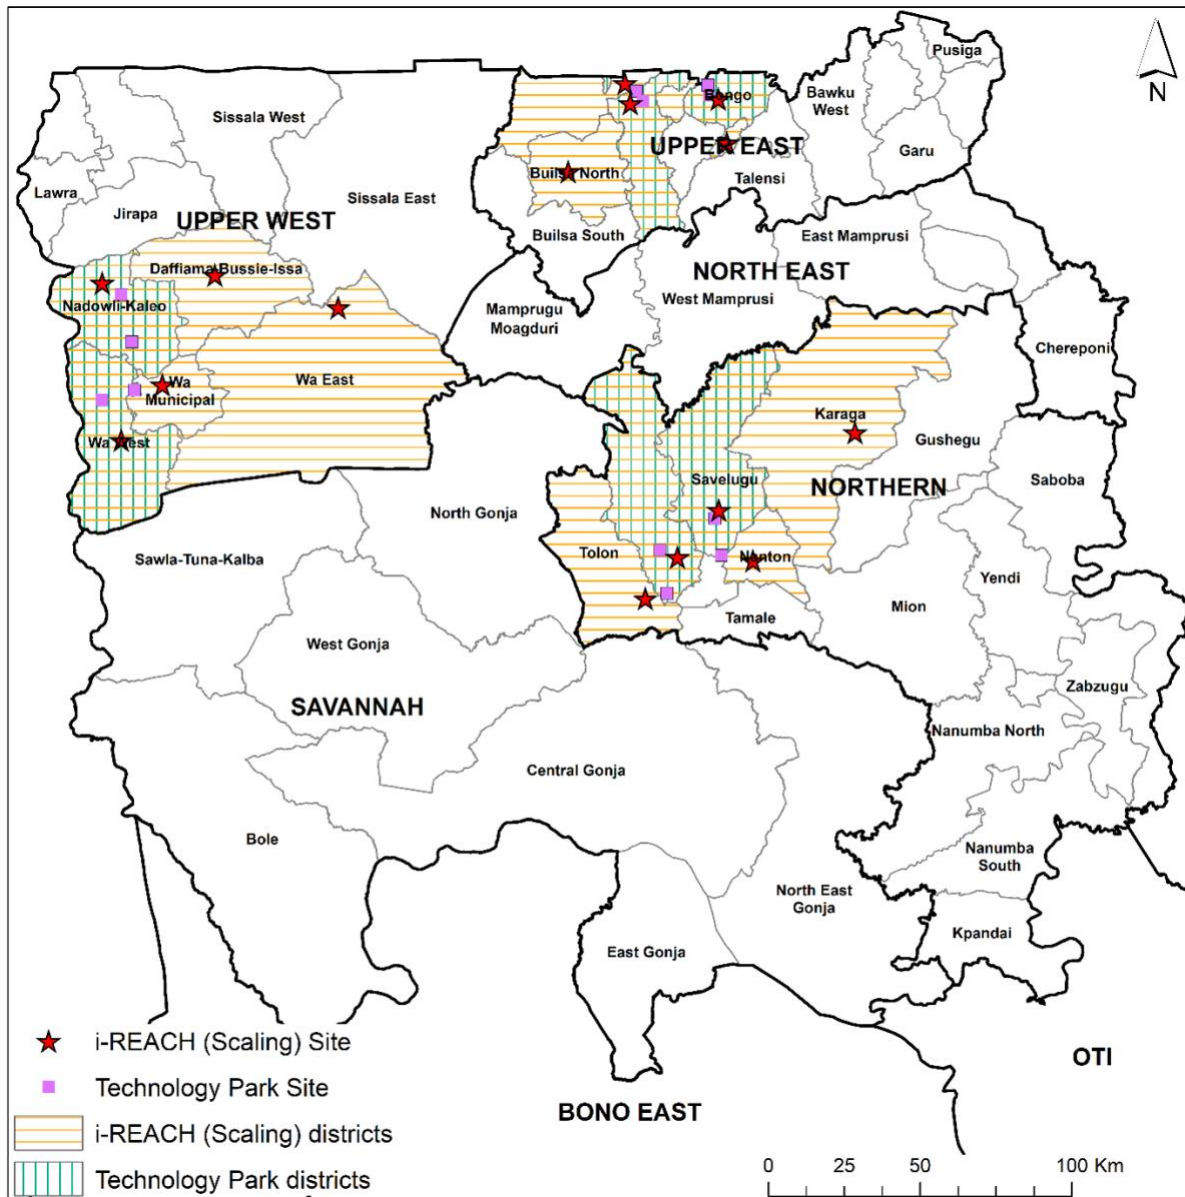 Pusiga
N
Bawku
West
Bongo
Sissala West
UPPER EAST
Garu
Lawra
Builsa North
Talensi
Jirapa
Sissala East
UPPER WEST
Builsa South
East Mamprusi
Daffiama-Bussie-Issa
NORTH EAST
Nadowli-Kaleo
West Mamprusi
Mamprugu
Moagduri
Chereponi
Wa East
Wa
Municipal
Karaga
Wa West
Gushegu
Savelugu
NORTHERN
Saboba
North Gonja
Sawla-Tuna-Kalba
Tolon
Nanton
Yendi
Mion
Tamale
West Gonja
Zabzugu
SAVANNAH
Nanumba North
Central Gonja
Bole
Nanumba
South
North East
Gonja
Kpandai
East Gonja
i-REACH (Scaling) Site
OTI
Technology Park Site
BONO EAST
i-REACH (Scaling) districts
Technology Park districts
0 25 50 100 Km